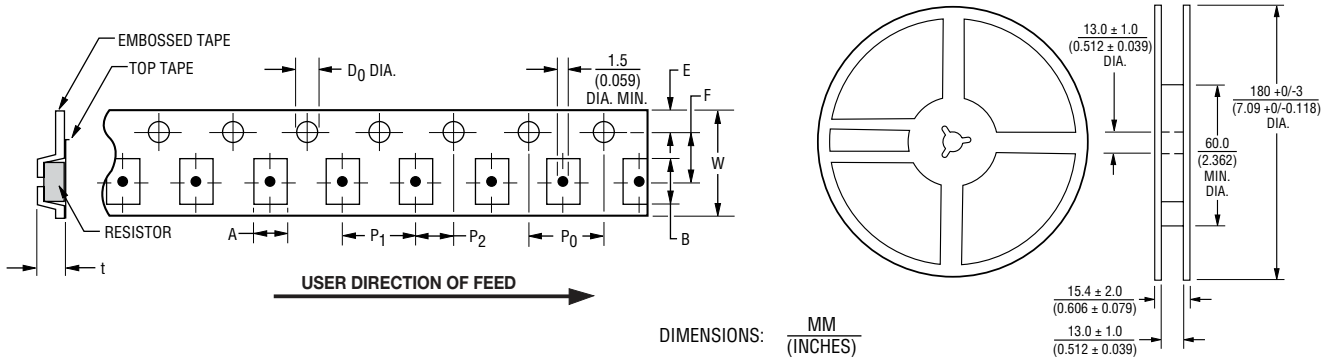 EMBOSSED TAPE
TOP TAPE
D0 DIA.
1.5
(0.059)
DIA. MIN.
E
F
W
B
RESISTOR
A
P1
P2
P0
t
USER DIRECTION OF FEED
DIMENSIONS:
MM
(INCHES)
13.0 ± 1.0
(0.512 ± 0.039)
DIA.
180 +0/-3
(7.09 +0/-0.118)
DIA.
60.0
(2.362)
MIN.
DIA.
15.4 ± 2.0
(0.606 ± 0.079)
13.0 ± 1.0
(0.512 ± 0.039)